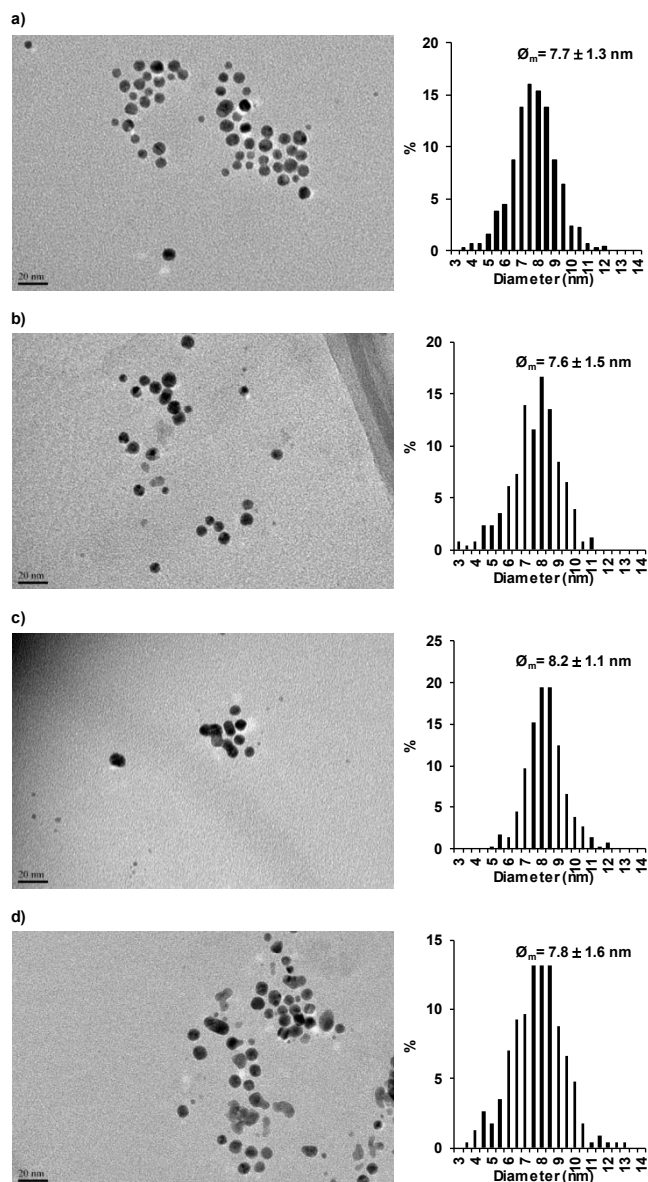 a)
20 nm
Øm= 7.7 ± 1.3 nm
20
15
10
5
0
%
3 4 5 6 7 8 9 10 11 12 13 14
Diameter (nm)
b)
20 nm
Øm= 7.6 ± 1.5 nm
20
15
10
5
0
%
3 4 5 6 7 8 9 10 11 12 13 14
Diameter (nm)
c)
20 nm
Øm= 8.2 ± 1.1 nm
25
20
15
10
5
0
%
3 4 5 6 7 8 9 10 11 12 13 14
Diameter (nm)
d)
20 nm
Øm= 7.8 ± 1.6 nm
15
10
5
0
%
3 4 5 6 7 8 9 10 11 12 13 14
Diameter (nm)